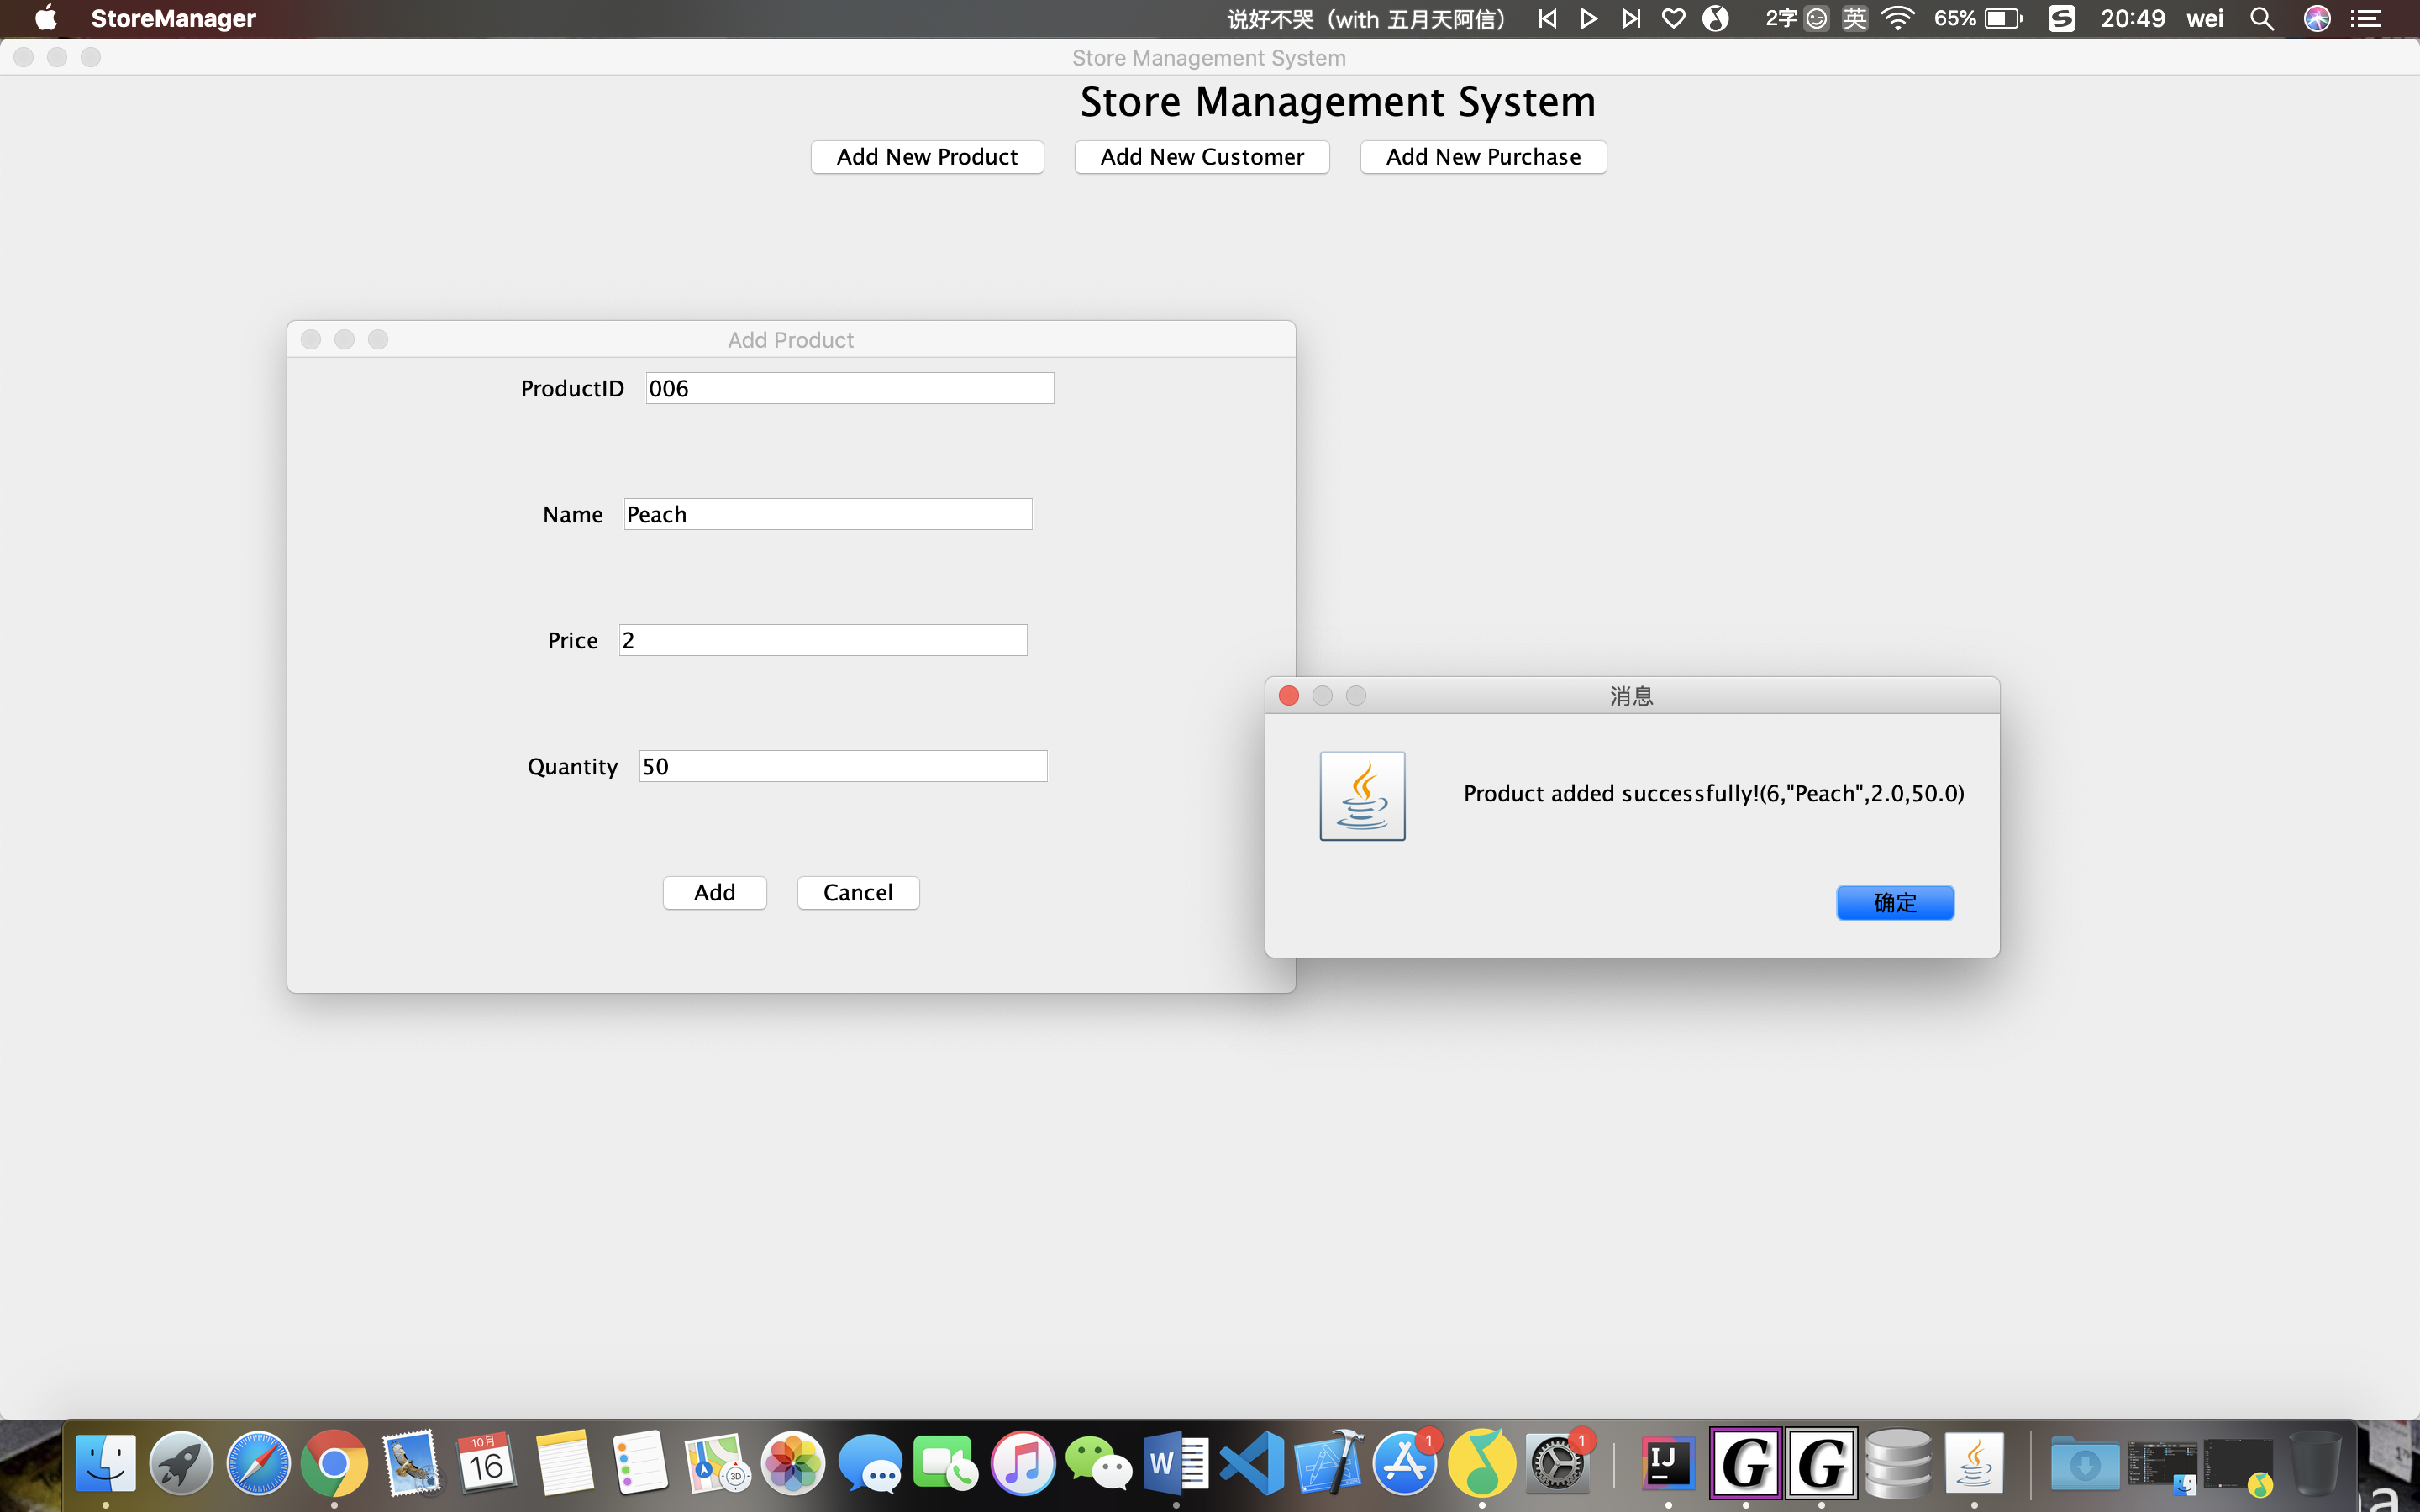 StoreManager 说好不哭（with 五月天阿信） 2字 英 65% 20:49 wei
Store Management System
Store Management System
Add New Product Add New Customer Add New Purchase
Add Product
ProductID 006
Name Peach
Price 2
Quantity 50
Add Cancel
消息
Product added successfully!(6,"Peach",2.0,50.0)
确定
10月
16
3D
W
1
1
IJ
G
G